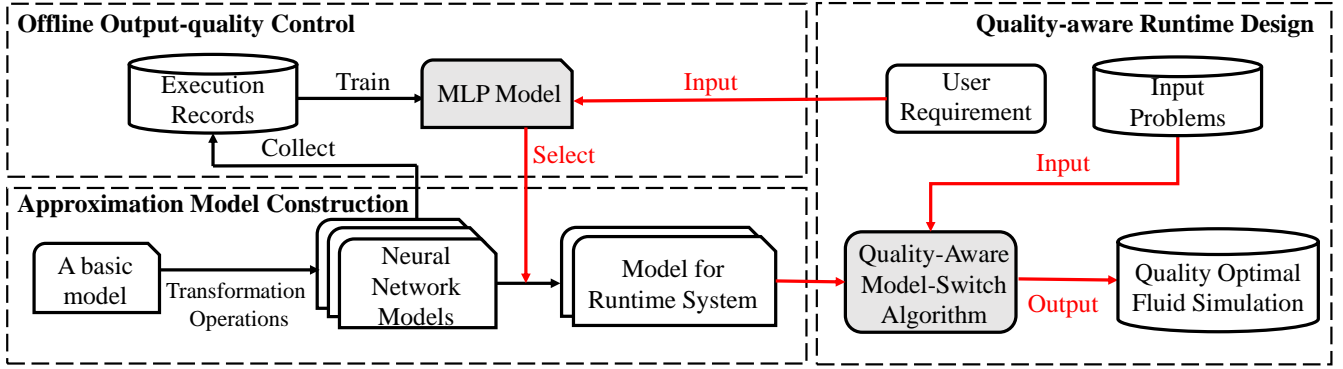 Offline Output-quality Control
Execution
Records
Train
MLP Model
Collect
Select
Input
Quality-aware Runtime Design
User
Requirement
Input
Problems
Input
Approximation Model Construction
A basic
model
Transformation
Operations
Neural
Network
Models
Model for
Runtime System
Quality-Aware
Model-Switch
Algorithm
Output
Quality Optimal
Fluid Simulation